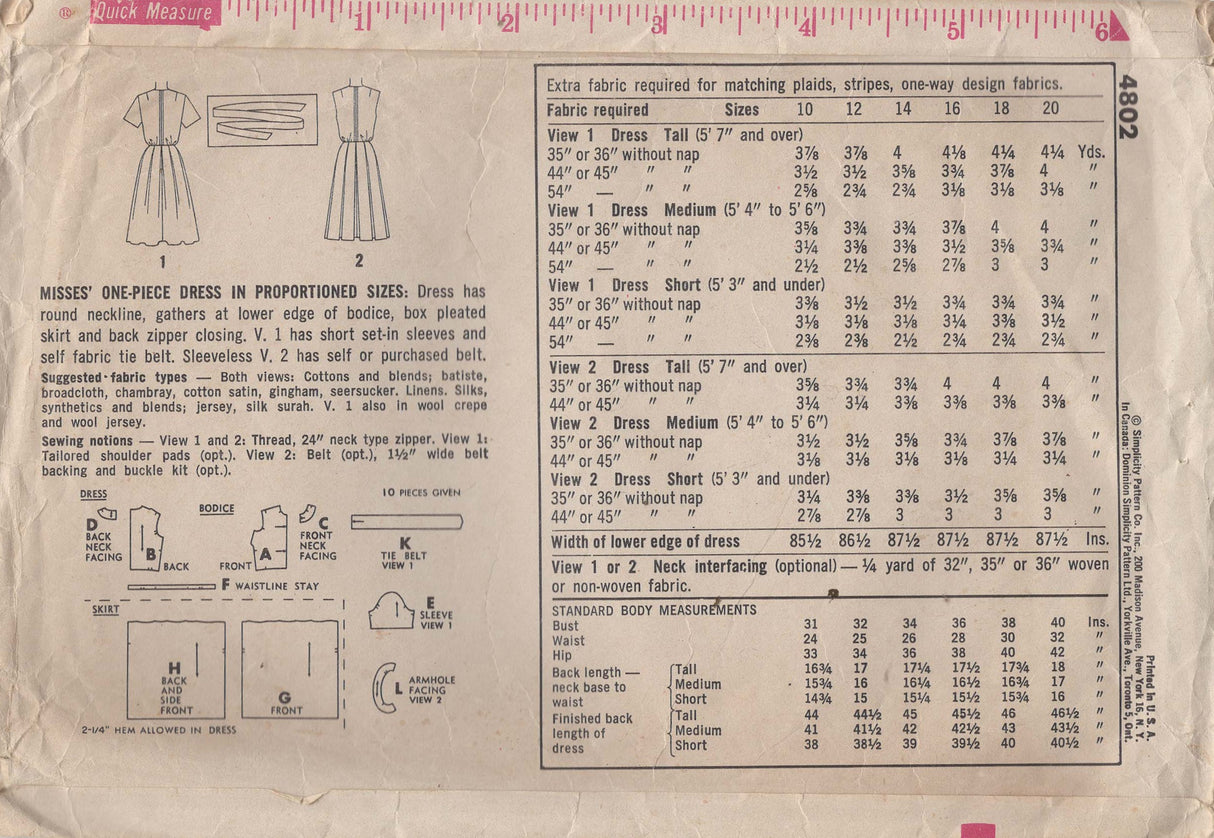 ® Quick Measure 1 2 3 4 5 6
4802
1 2
MISSES' ONE-PIECE DRESS IN PROPORTIONED SIZES: Dress has
round neckline, gathers at lower edge of bodice, box pleated
skirt and back zipper closing. V. 1 has short set-in sleeves and
self fabric tie belt. Sleeveless V. 2 has self or purchased belt.
Suggested fabric types — Both views: Cottons and blends; batiste,
broadcloth, chambray, cotton satin, gingham, seersucker. Linens. Silks,
synthetics and blends; jersey, silk surah. V. 1 also in wool crepe
and wool jersey.
Sewing notions — View 1 and 2: Thread, 24" neck type zipper. View 1:
Tailored shoulder pads (opt.). View 2: Belt (opt.), 1½" wide belt
backing and buckle kit (opt.).
DRESS
10 PIECES GIVEN
BODICE
D
BACK
NECK
FACING
B
BACK
A
FRONT
C
FRONT
NECK
FACING
K
TIE BELT
VIEW 1
F WAISTLINE STAY
SKIRT
E
SLEEVE
VIEW 1
H
BACK
AND
SIDE
FRONT
G
FRONT
L ARMHOLE
FACING
VIEW 2
2-1/4" HEM ALLOWED IN DRESS
Extra fabric required for matching plaids, stripes, one-way design fabrics.
Fabric required Sizes 10 12 14 16 18 20
View 1 Dress Tall (5' 7" and over)
35" or 36" without nap 3⅞ 3⅞ 4 4⅛ 4¼ 4¼ Yds.
44" or 45" " " 3½ 3½ 3⅝ 3¾ 3⅞ 4 "
54" — " " 2⅝ 2¾ 2¾ 3⅛ 3⅛ 3⅛ "
View 1 Dress Medium (5' 4" to 5' 6")
35" or 36" without nap 3⅝ 3¾ 3¾ 3⅞ 4 4 "
44" or 45" " " 3¼ 3⅜ 3⅜ 3½ 3⅝ 3¾ "
54" — " " 2½ 2½ 2⅝ 2⅞ 3 3 "
View 1 Dress Short (5' 3" and under)
35" or 36" without nap 3⅜ 3½ 3½ 3¾ 3¾ 3¾ "
44" or 45" " " 3⅛ 3⅛ 3⅛ 3¼ 3⅜ 3½ "
54" — " " 2⅜ 2⅜ 2½ 2¾ 2¾ 2¾ "
View 2 Dress Tall (5' 7" and over)
35" or 36" without nap 3⅝ 3¾ 3¾ 4 4 4 "
44" or 45" " " 3¼ 3¼ 3⅜ 3⅜ 3⅜ 3⅜ "
View 2 Dress Medium (5' 4" to 5' 6")
35" or 36" without nap 3½ 3½ 3⅝ 3¾ 3⅞ 3⅞ "
44" or 45" " " 3⅛ 3⅛ 3⅛ 3⅛ 3¼ 3¼ "
View 2 Dress Short (5' 3" and under)
35" or 36" without nap 3¼ 3⅜ 3⅜ 3½ 3⅝ 3⅝ "
44" or 45" " " 2⅞ 2⅞ 3 3 3 3 "
Width of lower edge of dress 85½ 86½ 87½ 87½ 87½ 87½ Ins.
View 1 or 2 Neck interfacing (optional) — ¼ yard of 32", 35" or 36" woven
or non-woven fabric.
STANDARD BODY MEASUREMENTS
Bust 31 32 34 36 38 40 Ins.
Waist 24 25 26 28 30 32 "
Hip 33 34 36 38 40 42 "
Back length — neck base to waist
Tall 16¾ 17 17¼ 17½ 17¾ 18 "
Medium 15¾ 16 16¼ 16½ 16¾ 17 "
Short 14¾ 15 15¼ 15½ 15¾ 16 "
Finished back length of dress
Tall 44 44½ 45 45½ 46 46½ "
Medium 41 41½ 42 42½ 43 43½ "
Short 38 38½ 39 39½ 40 40½ "
© Simplicity Pattern Co. Inc., 200 Madison Avenue, New York 16, N. Y.
In Canada: Dominion Simplicity Pattern Ltd., Yorkville Ave., Toronto 5, Ont.
Printed in U. S. A.